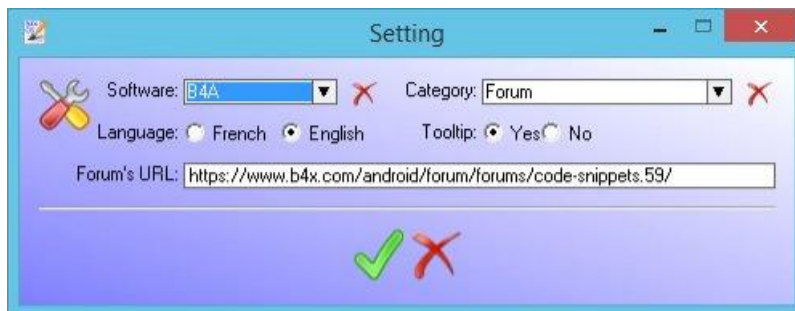 Setting
Software: B4A Category: Forum
Language: French English Tooltip: Yes No
Forum's URL: https://www.b4x.com/android/forum/forums/code-snippets.59/